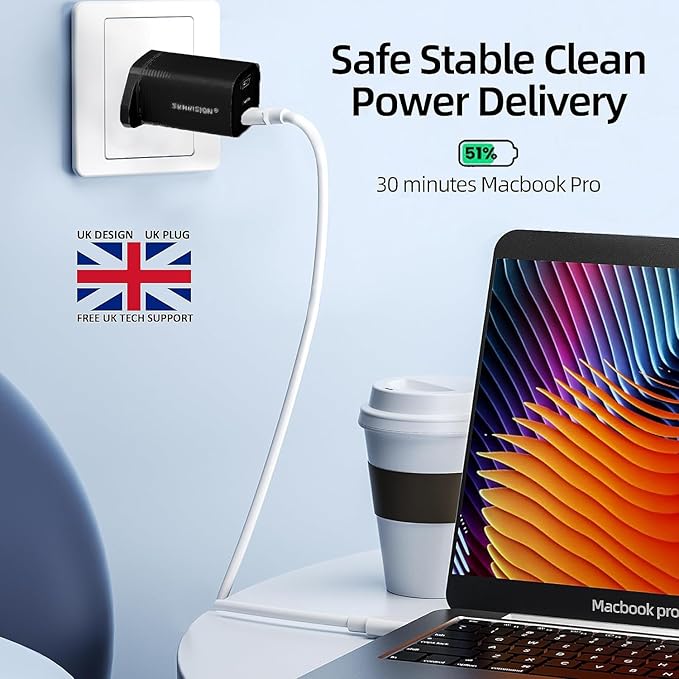 Safe Stable Clean
Power Delivery
51%
30 minutes Macbook Pro
UK DESIGN UK PLUG
FREE UK TECH SUPPORT
Macbook pro